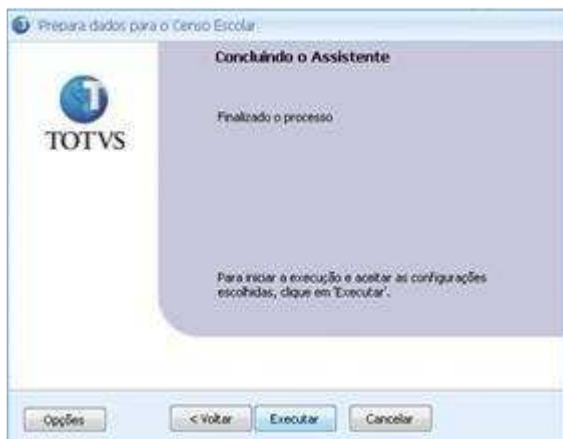 Prepara dados para o Censo Escolar
Concluindo o Assistente
TOTVS
Finalizado o processo
Para iniciar a execução e aceitar as configurações
escolhidas, clique em 'Executar'.
Opções
< Voltar
Executar
Cancelar